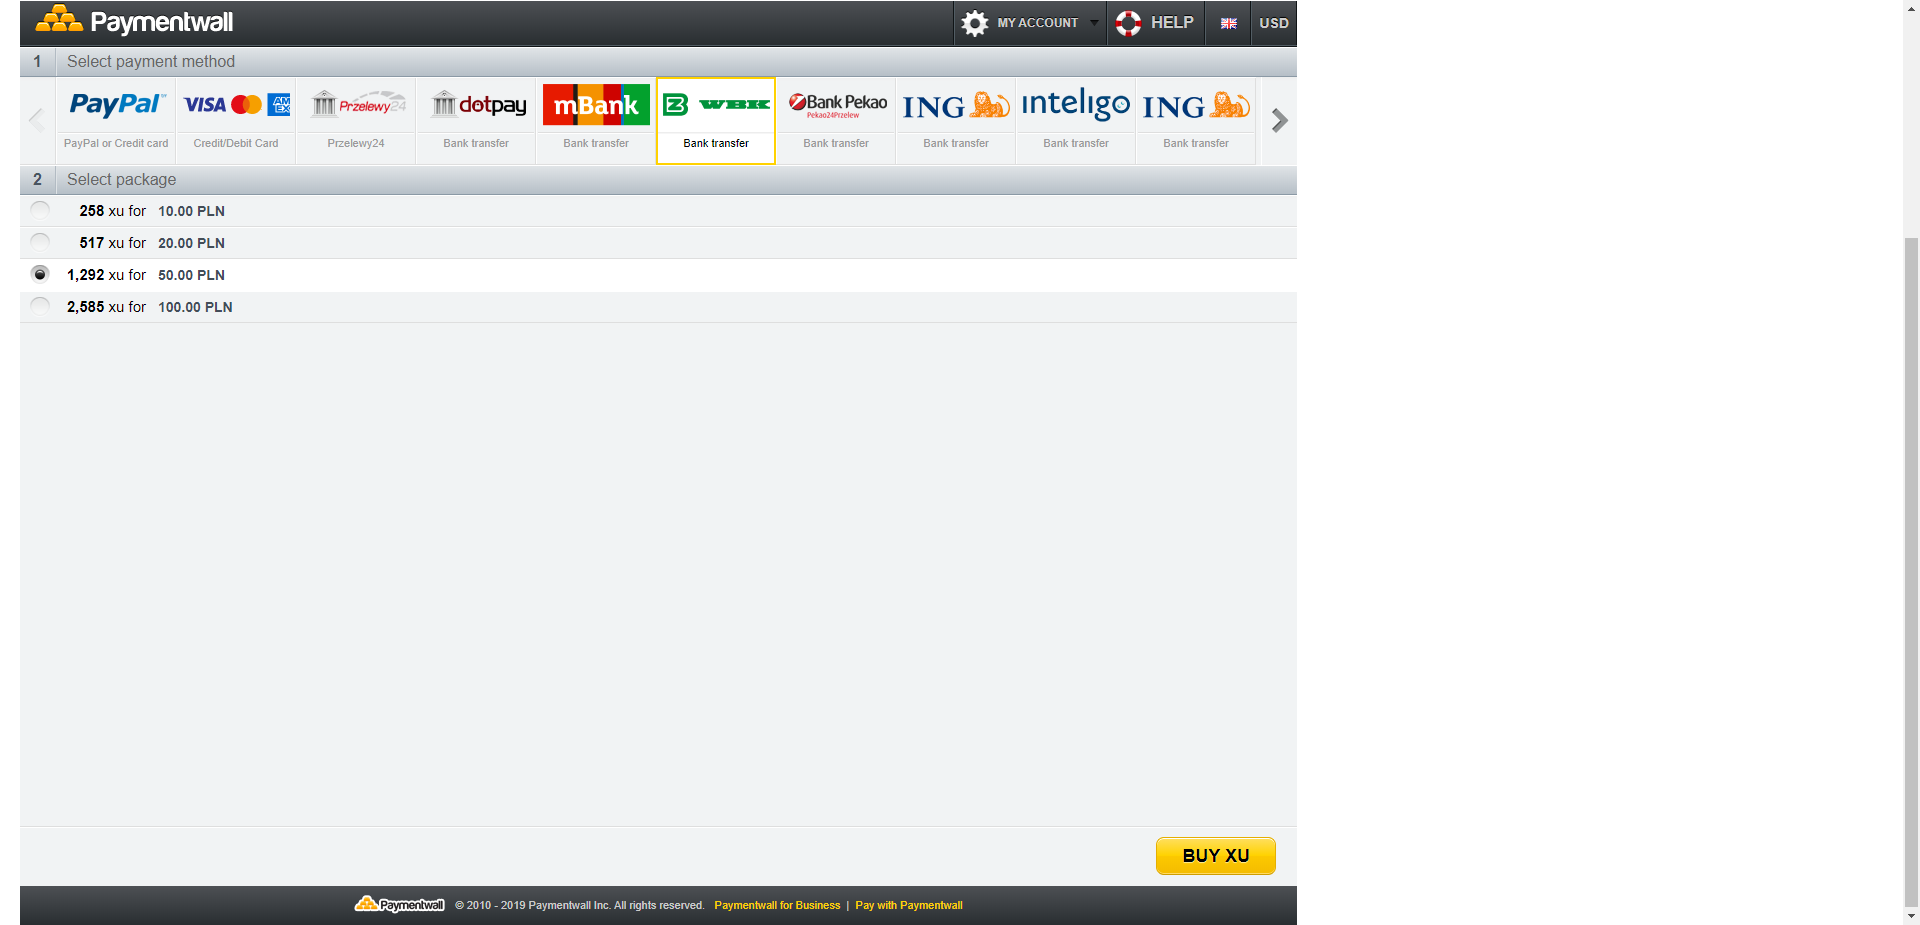 Paymentwall
MY ACCOUNT HELP USD
1 Select payment method
PayPal VISA AM EX Przelewy24 dotpay mBank B WBK Bank Pekao Pekao24Przelew ING inteligo ING
PayPal or Credit card Credit/Debit Card Przelewy24 Bank transfer Bank transfer Bank transfer Bank transfer Bank transfer Bank transfer Bank transfer
2 Select package
258 xu for 10.00 PLN
517 xu for 20.00 PLN
1,292 xu for 50.00 PLN
2,585 xu for 100.00 PLN
BUY XU
Paymentwall © 2010 - 2019 Paymentwall Inc. All rights reserved. Paymentwall for Business | Pay with Paymentwall